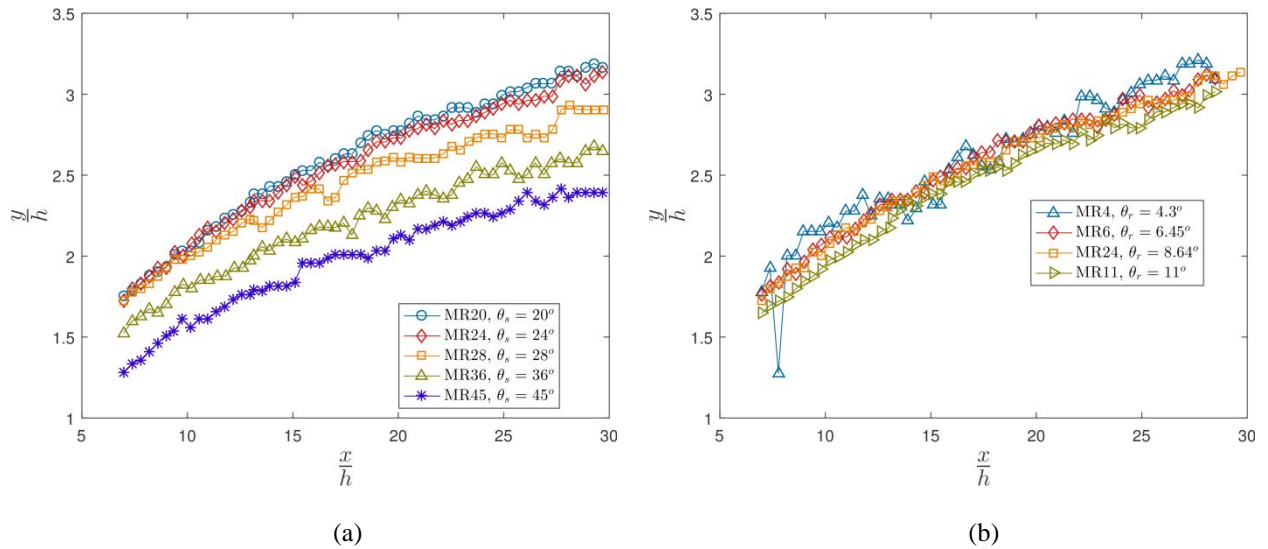 3.5
3
2.5
2
1.5
1
5 10 15 20 25 30
y/h
x/h
MR20, θs = 20°
MR24, θs = 24°
MR28, θs = 28°
MR36, θs = 36°
MR45, θs = 45°
(a)
3.5
3
2.5
2
1.5
1
5 10 15 20 25 30
y/h
x/h
MR4, θr = 4.3°
MR6, θr = 6.45°
MR24, θr = 8.64°
MR11, θr = 11°
(b)